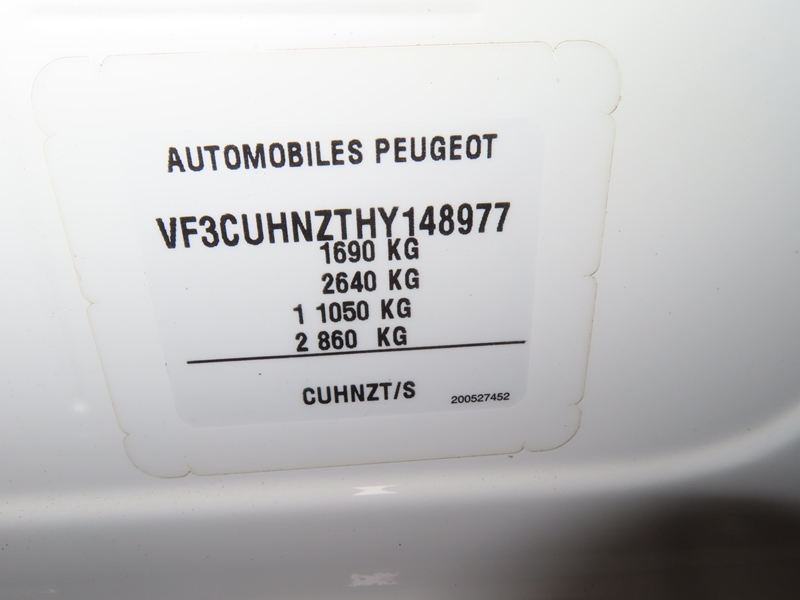 AUTOMOBILES PEUGEOT
VF3CUHNZTHY148977
1690 KG
2640 KG
1 1050 KG
2 860 KG
CUHNZT/S
200527452